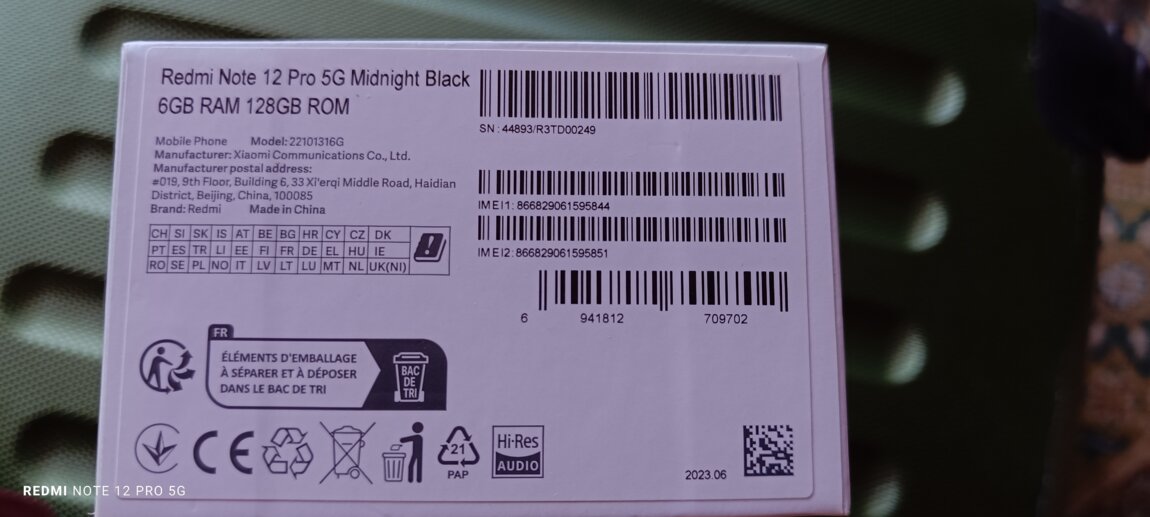 Redmi Note 12 Pro 5G Midnight Black
6GB RAM 128GB ROM
Mobile Phone Model: 22101316G
Manufacturer: Xiaomi Communications Co., Ltd.
Manufacturer postal address:
#019, 9th Floor, Building 6, 33 Xi'erqi Middle Road, Haidian
District, Beijing, China, 100085
Brand: Redmi Made in China
CH SI SK IS AT BE BG HR CY CZ DK
PT ES TR LI EE FI FR DE EL HU IE
RO SE PL NO IT LV LT LU MT NL UK(NI)
SN : 44893/R3TD00249
IMEI1: 866829061595844
IMEI2: 866829061595851
6 941812 709702
FR
ÉLÉMENTS D'EMBALLAGE
À SÉPARER ET À DÉPOSER
DANS LE BAC DE TRI
BAC
DE
TRI
CE
21
PAP
Hi-Res
AUDIO
2023.06
REDMI NOTE 12 PRO 5G